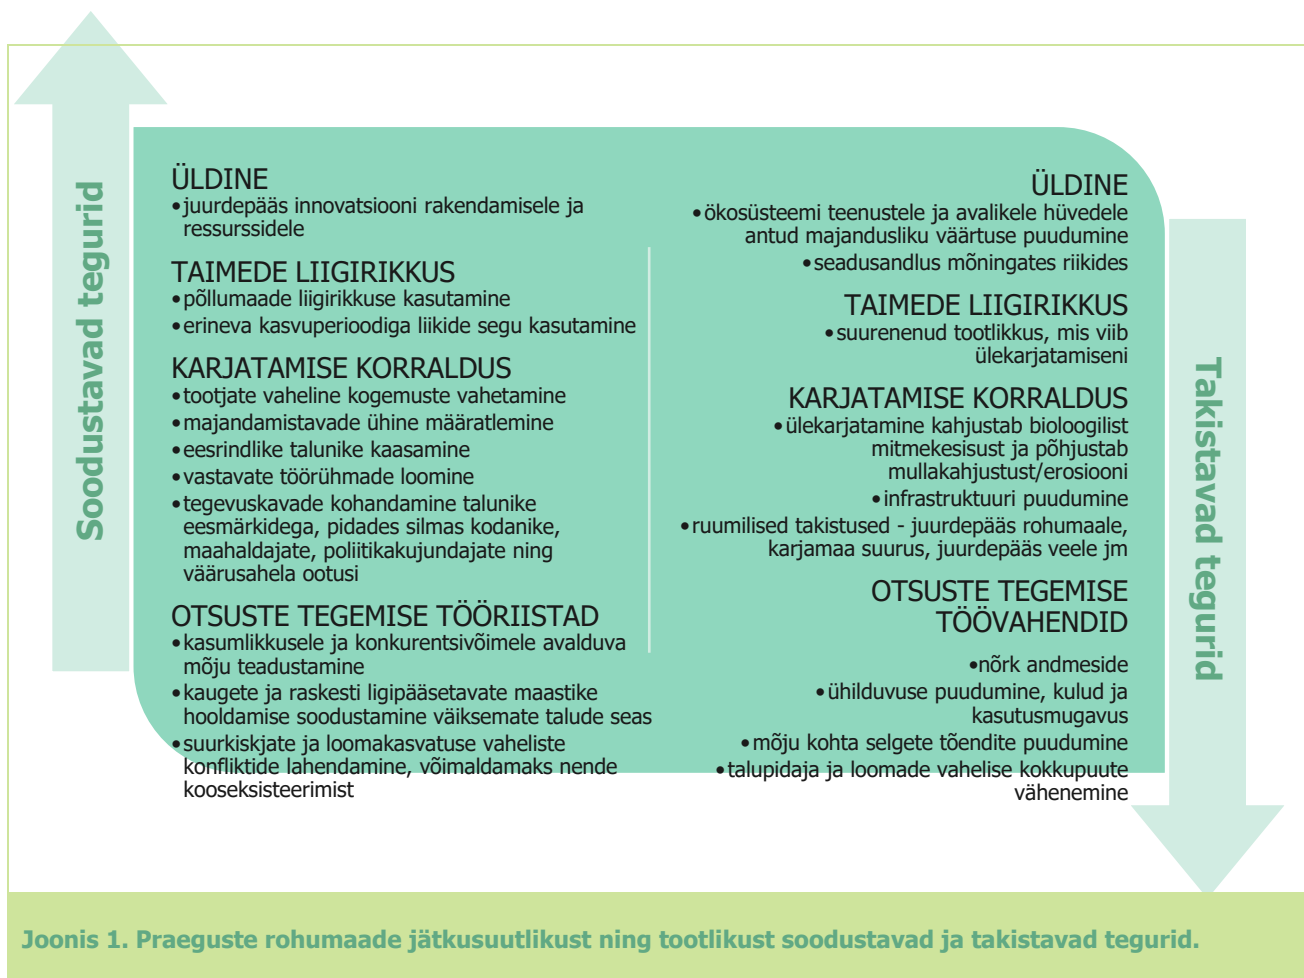 Soodustavad tegurid
ÜLDINE
•juurdepääs innovatsiooni rakendamisele ja
ressurssidele
TAIMEDE LIIGIRIKKUS
•põllumaade liigirikkuse kasutamine
•erineva kasvuperioodiga liikide segu kasutamine
KARJATAMISE KORRALDUS
•tootjate vaheline kogemuste vahetamine
•majandamistavade ühine määratlemine
•eesrindlike talunike kaasamine
•vastavate töörühmade loomine
•tegevuskavade kohandamine talunike
eesmärkidega, pidades silmas kodanike,
maahaldajate, poliitikakujundajate ning
väärusahela ootusi
OTSUSTE TEGEMISE TÖÖRIISTAD
•kasumlikkusele ja konkurentsivõimele avalduva
mõju teadustamine
•kaugete ja raskesti ligipääsetavate maastike
hooldamise soodustamine väiksemate talude seas
•suurkiskjate ja loomakasvatuse vaheliste
konfliktide lahendamine, võimaldamaks nende
kooseksisteerimist
ÜLDINE
•ökosüsteemi teenustele ja avalikele hüvedele
antud majandusliku väärtuse puudumine
•seadusandlus mõningates riikides
TAIMEDE LIIGIRIKKUS
•suurenenud tootlikkus, mis viib
ülekarjatamiseni
KARJATAMISE KORRALDUS
•ülekarjatamine kahjustab bioloogilist
mitmekesisust ja põhjustab
mullakahjustust/erosiooni
•infrastruktuuri puudumine
•ruumilised takistused - juurdepääs rohumaale,
karjamaa suurus, juurdepääs veele jm
OTSUSTE TEGEMISE
TÖÖVAHENDID
•nõrk andmeside
•ühilduvuse puudumine, kulud ja
kasutusmugavus
•mõju kohta selgete tõendite puudumine
•talupidaja ja loomade vahelise kokkupuute
vähenemine
Takistavad tegurid
Joonis 1. Praeguste rohumaade jätkusuutlikust ning tootlikust soodustavad ja takistavad tegurid.